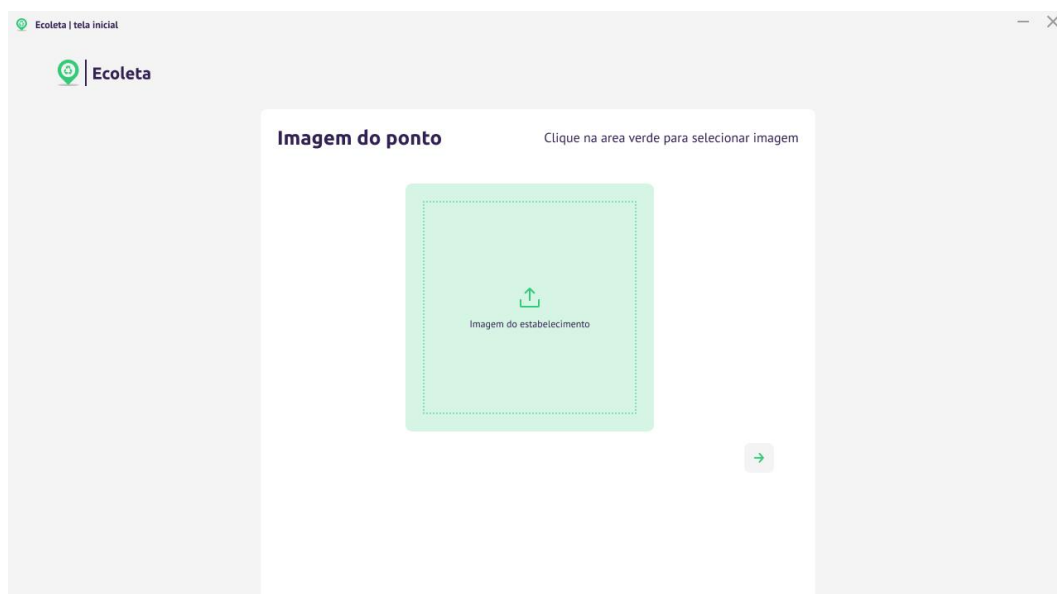 Ecoleta | tela inicial
Ecoleta
Imagem do ponto
Clique na area verde para selecionar imagem
Imagem do estabelecimento